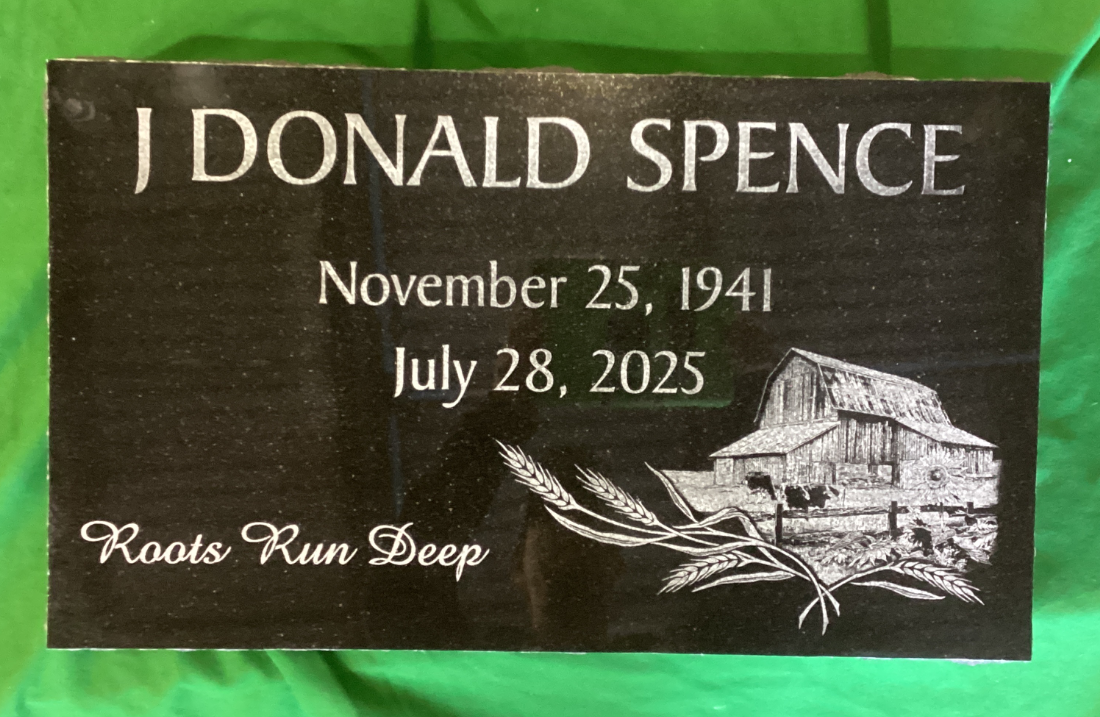 J DONALD SPENCE
November 25, 1941
July 28, 2025
Roots Run Deep